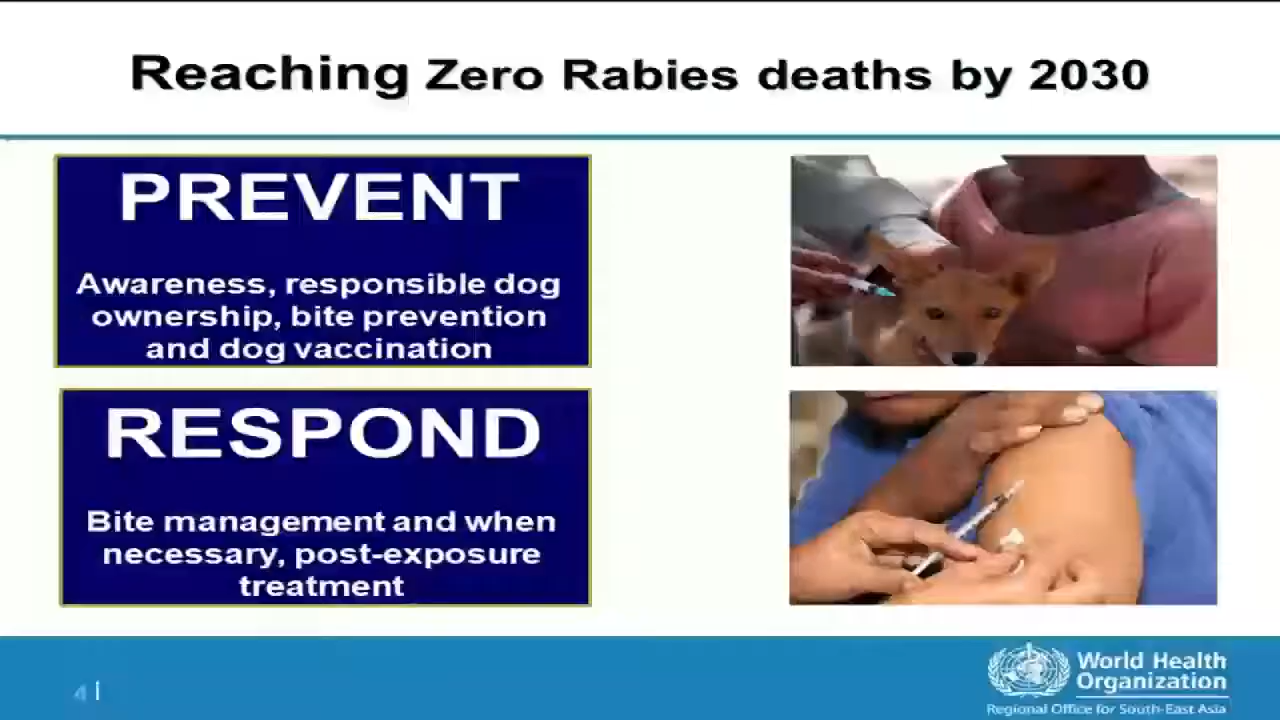 Reaching Zero Rabies deaths by 2030
PREVENT
Awareness, responsible dog
ownership, bite prevention
and dog vaccination
RESPOND
Bite management and when
necessary, post-exposure
treatment
4 |
World Health
Organization
Regional Office for South-East Asia